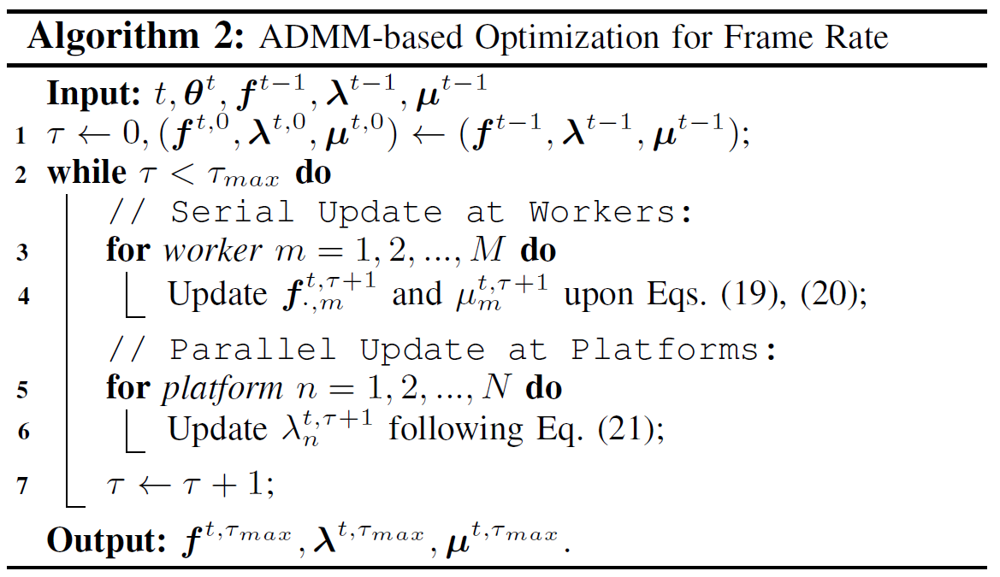 Algorithm 2: ADMM-based Optimization for Frame Rate
Input: $t, \boldsymbol{\theta}^{t}, \boldsymbol{f}^{t-1}, \boldsymbol{\lambda}^{t-1}, \boldsymbol{\mu}^{t-1}$
1 $\tau \leftarrow 0, (\boldsymbol{f}^{t,0}, \boldsymbol{\lambda}^{t,0}, \boldsymbol{\mu}^{t,0}) \leftarrow (\boldsymbol{f}^{t-1}, \boldsymbol{\lambda}^{t-1}, \boldsymbol{\mu}^{t-1})$;
2 while $\tau < \tau_{max}$ do
// Serial Update at Workers:
3 for worker $m = 1, 2, ..., M$ do
4 Update $\boldsymbol{f}_{\cdot,m}^{t,\tau+1}$ and $\mu_{m}^{t,\tau+1}$ upon Eqs. (19), (20);
// Parallel Update at Platforms:
5 for platform $n = 1, 2, ..., N$ do
6 Update $\lambda_{n}^{t,\tau+1}$ following Eq. (21);
7 $\tau \leftarrow \tau + 1$;
Output: $\boldsymbol{f}^{t,\tau_{max}}, \boldsymbol{\lambda}^{t,\tau_{max}}, \boldsymbol{\mu}^{t,\tau_{max}}$.